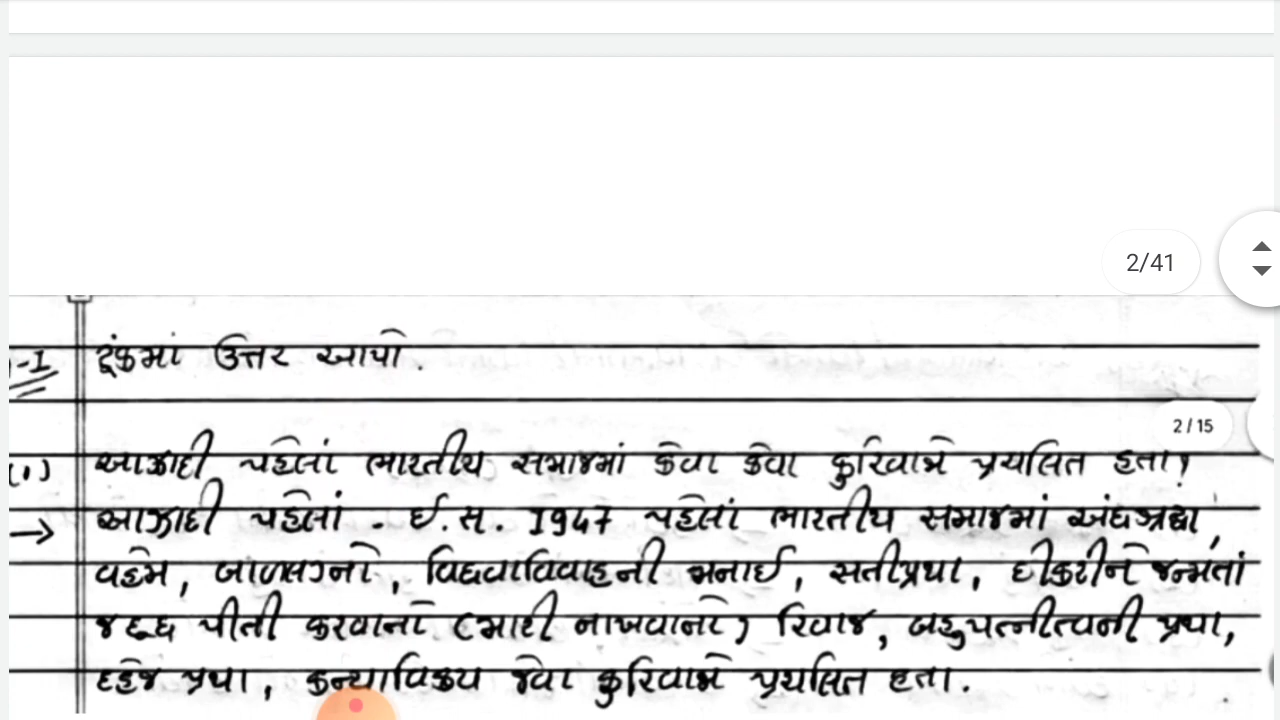 2/41
-I ટૂંકમાં ઉત્તર આપો.
2 / 15
(૧) આઝાદી પહેલાં ભારતીય સમાજમાં કેવા કેવા કુરિવાજો પ્રચલિત હતા?
→ આઝાદી પહેલાં - ઈ.સ. 1947 પહેલાં ભારતીય સમાજમાં અંધશ્રદ્ધા,
વહેમ, બાળલગ્નો, વિધવાવિવાહની મનાઈ, સતીપ્રથા, દીકરીને જન્મતાં
જ દૂધ પીતી કરવાનો (મારી નાખવાનો) રિવાજ, બહુપત્નીત્વની પ્રથા,
દહેજ પ્રથા, કન્યાવિક્રય જેવા કુરિવાજો પ્રચલિત હતા.